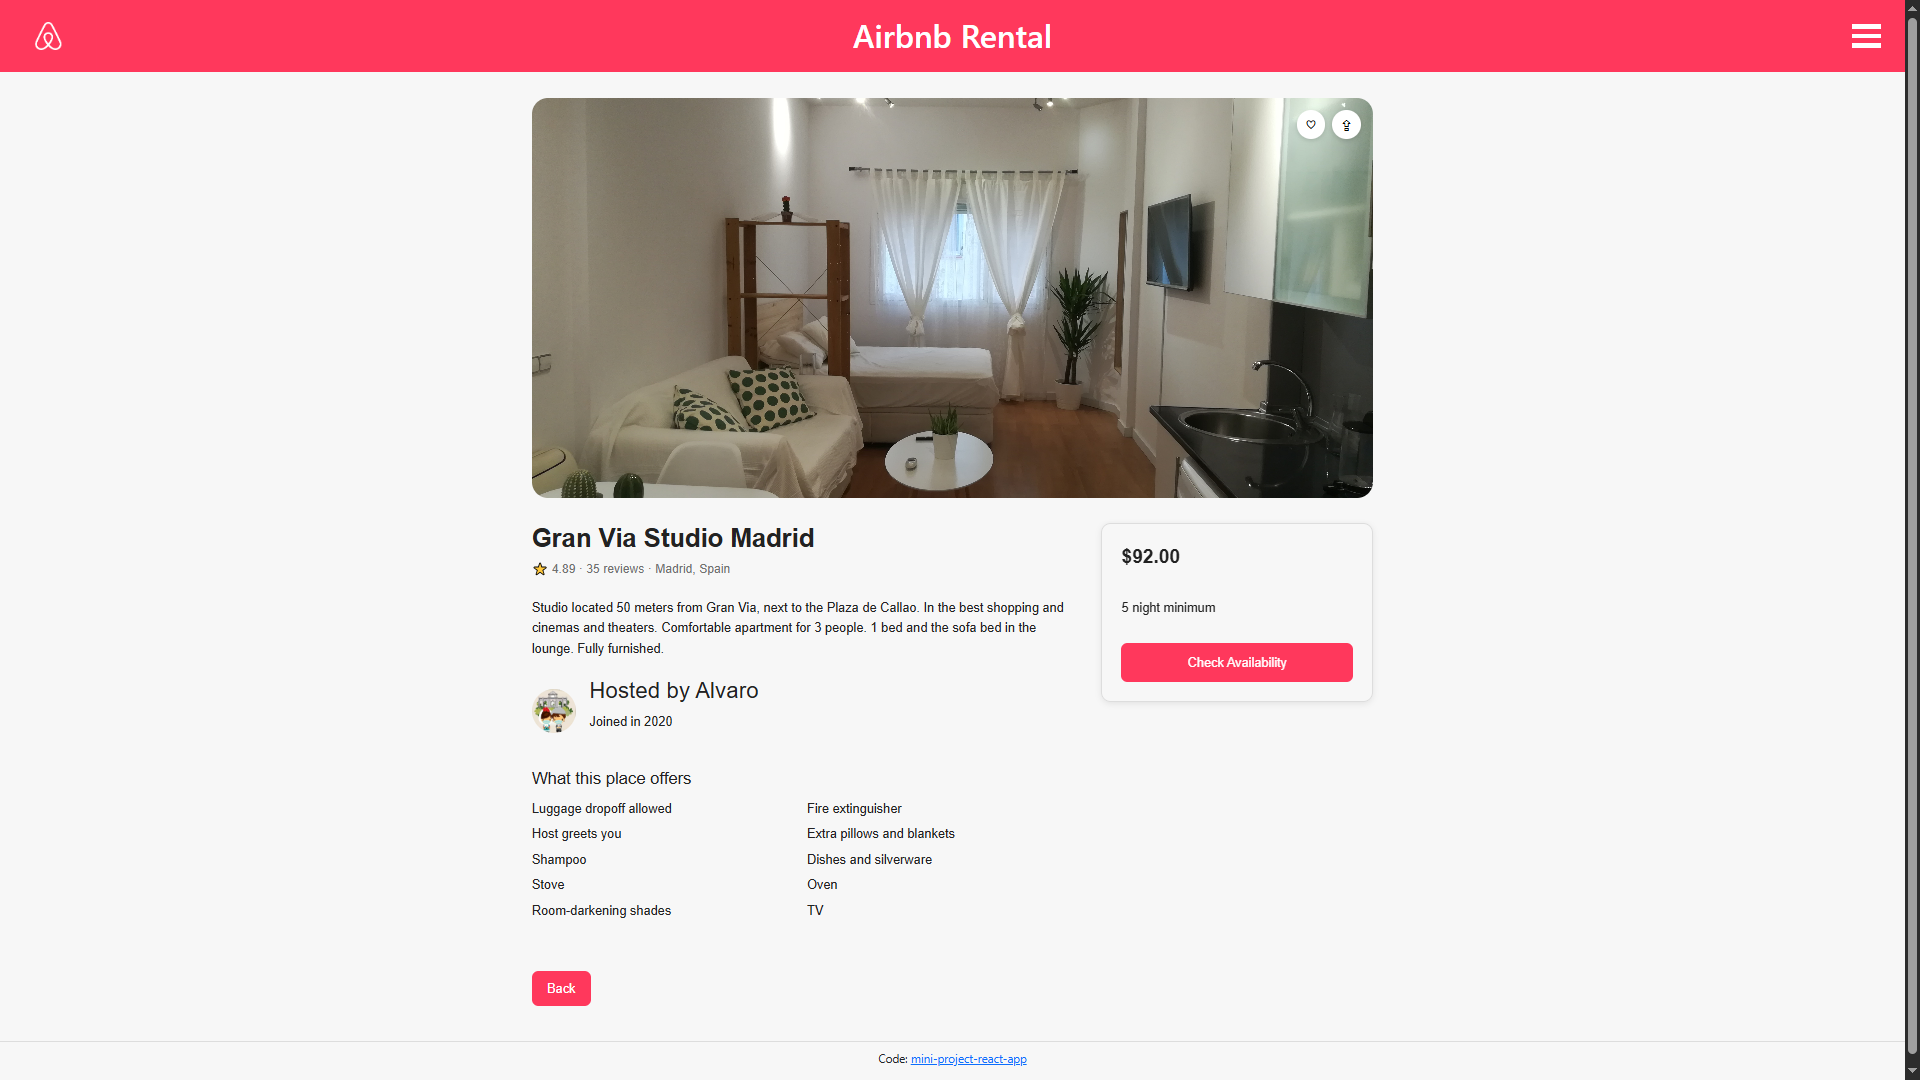 Airbnb Rental
Gran Via Studio Madrid
4.89 · 35 reviews · Madrid, Spain
Studio located 50 meters from Gran Via, next to the Plaza de Callao. In the best shopping and
cinemas and theaters. Comfortable apartment for 3 people. 1 bed and the sofa bed in the
lounge. Fully furnished.
Hosted by Alvaro
Joined in 2020
What this place offers
Luggage dropoff allowed
Fire extinguisher
Host greets you
Extra pillows and blankets
Shampoo
Dishes and silverware
Stove
Oven
Room-darkening shades
TV
$92.00
5 night minimum
Check Availability
Back
Code: mini-project-react-app